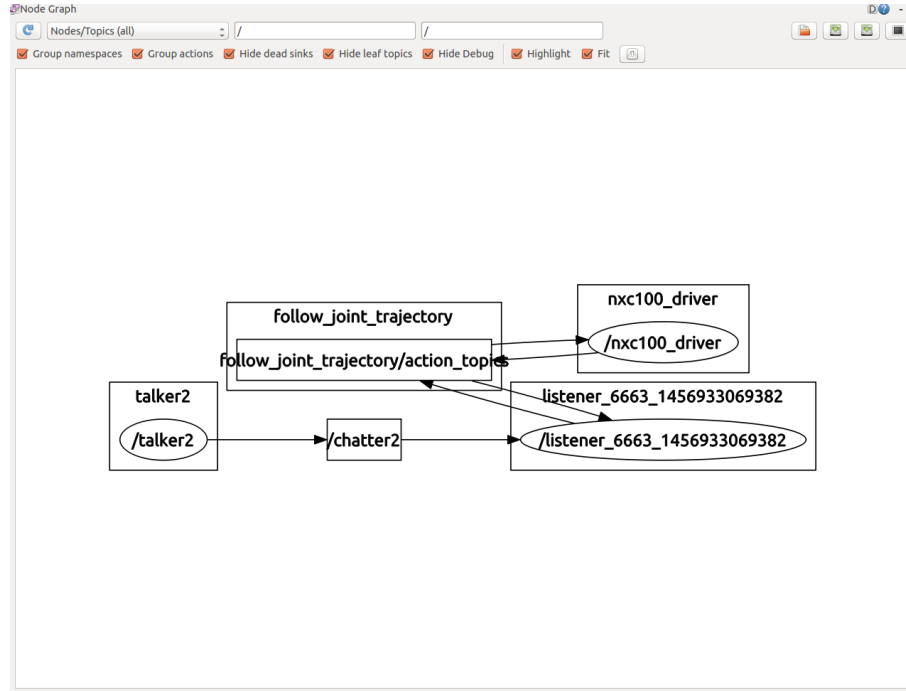 Node Graph
D
Nodes/Topics (all) / /
Group namespaces Group actions Hide dead sinks Hide leaf topics Hide Debug Highlight Fit
nxc100_driver
follow_joint_trajectory
/nxc100_driver
follow_joint_trajectory/action_topics
talker2
listener_6663_1456933069382
/talker2 /chatter2 /listener_6663_1456933069382